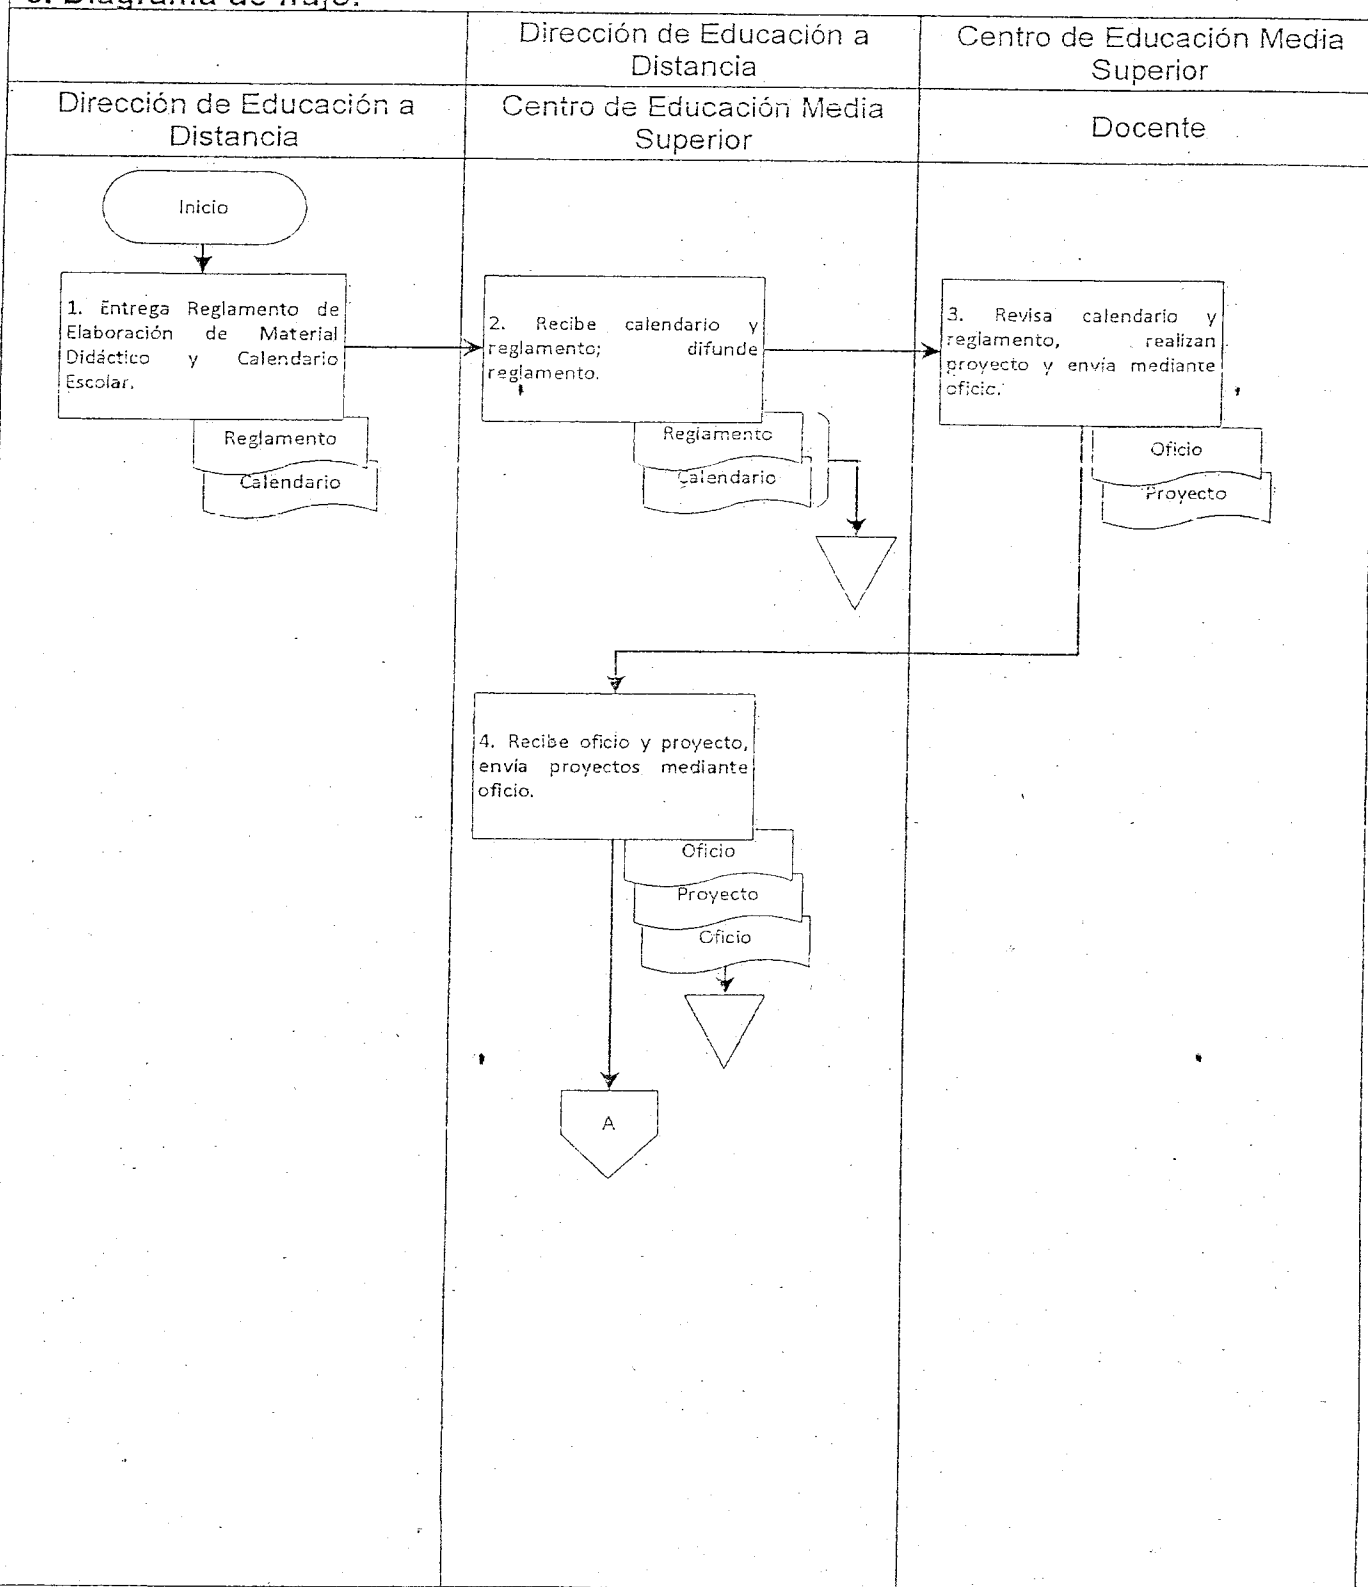 Diagrama de flujo.
Dirección de Educación a
Distancia
Centro de Educación Media
Superior
Dirección de Educación a
Distancia
Centro de Educación Media
Superior
Docente
Inicio
1. Entrega Reglamento de
Elaboración de Material
Didáctico y Calendario
Escolar.
Reglamento
Calendario
2. Recibe calendario y
reglamento; difunde
reglamento.
Reglamento
Calendario
3. Revisa calendario y
reglamento, realizan
proyecto y envía mediante
oficio.
Oficio
Proyecto
4. Recibe oficio y proyecto,
envía proyectos mediante
oficio.
Oficio
Proyecto
Oficio
A